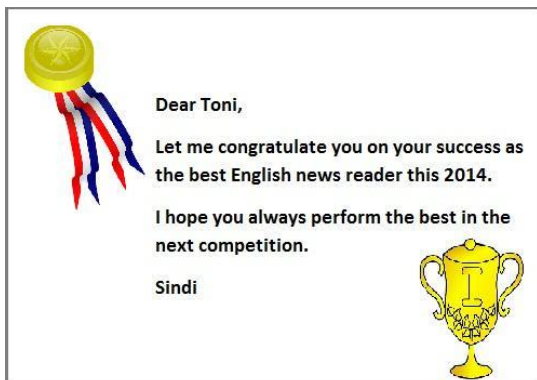 Dear Toni,
Let me congratulate you on your success as
the best English news reader this 2014.
I hope you always perform the best in the
next competition.
Sindi